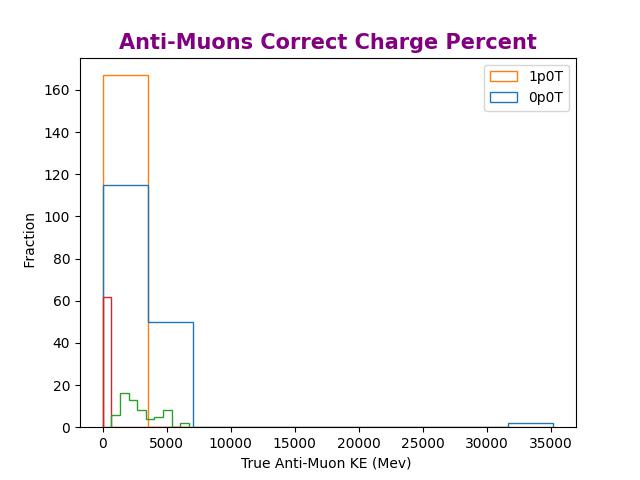 Anti-Muons Correct Charge Percent
1p0T
0p0T
160
140
120
100
80
60
40
20
0
Fraction
0 5000 10000 15000 20000 25000 30000 35000
True Anti-Muon KE (Mev)